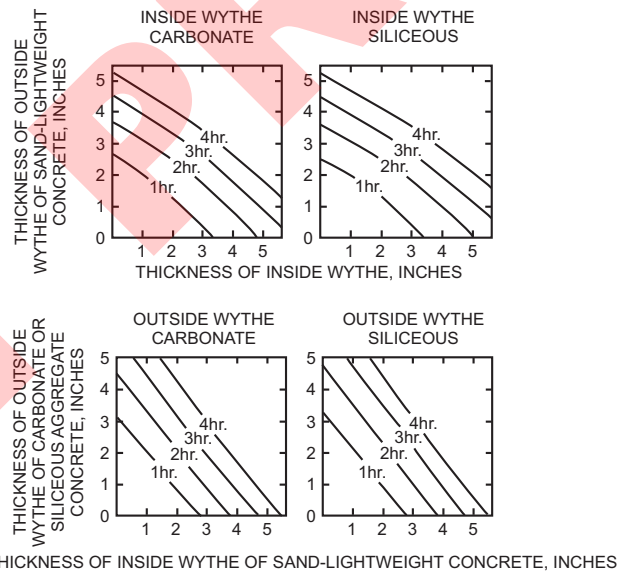 INSIDE WYTHE
CARBONATE
INSIDE WYTHE
SILICEOUS
THICKNESS OF OUTSIDE
WYTHE OF SAND-LIGHTWEIGHT
CONCRETE, INCHES
5
4
3
2
1
0
4hr.
3hr.
2hr.
1hr.
1 2 3 4 5
5
4
3
2
1
0
4hr.
3hr.
2hr.
1hr.
1 2 3 4 5
THICKNESS OF INSIDE WYTHE, INCHES
OUTSIDE WYTHE
CARBONATE
OUTSIDE WYTHE
SILICEOUS
THICKNESS OF OUTSIDE
WYTHE OF CARBONATE OR
SILICEOUS AGGREGATE
CONCRETE, INCHES
5
4
3
2
1
0
4hr.
3hr.
2hr.
1hr.
1 2 3 4 5
5
4
3
2
1
0
4hr.
3hr.
2hr.
1hr.
1 2 3 4 5
HICKNESS OF INSIDE WYTHE OF SAND-LIGHTWEIGHT CONCRETE, INCHES